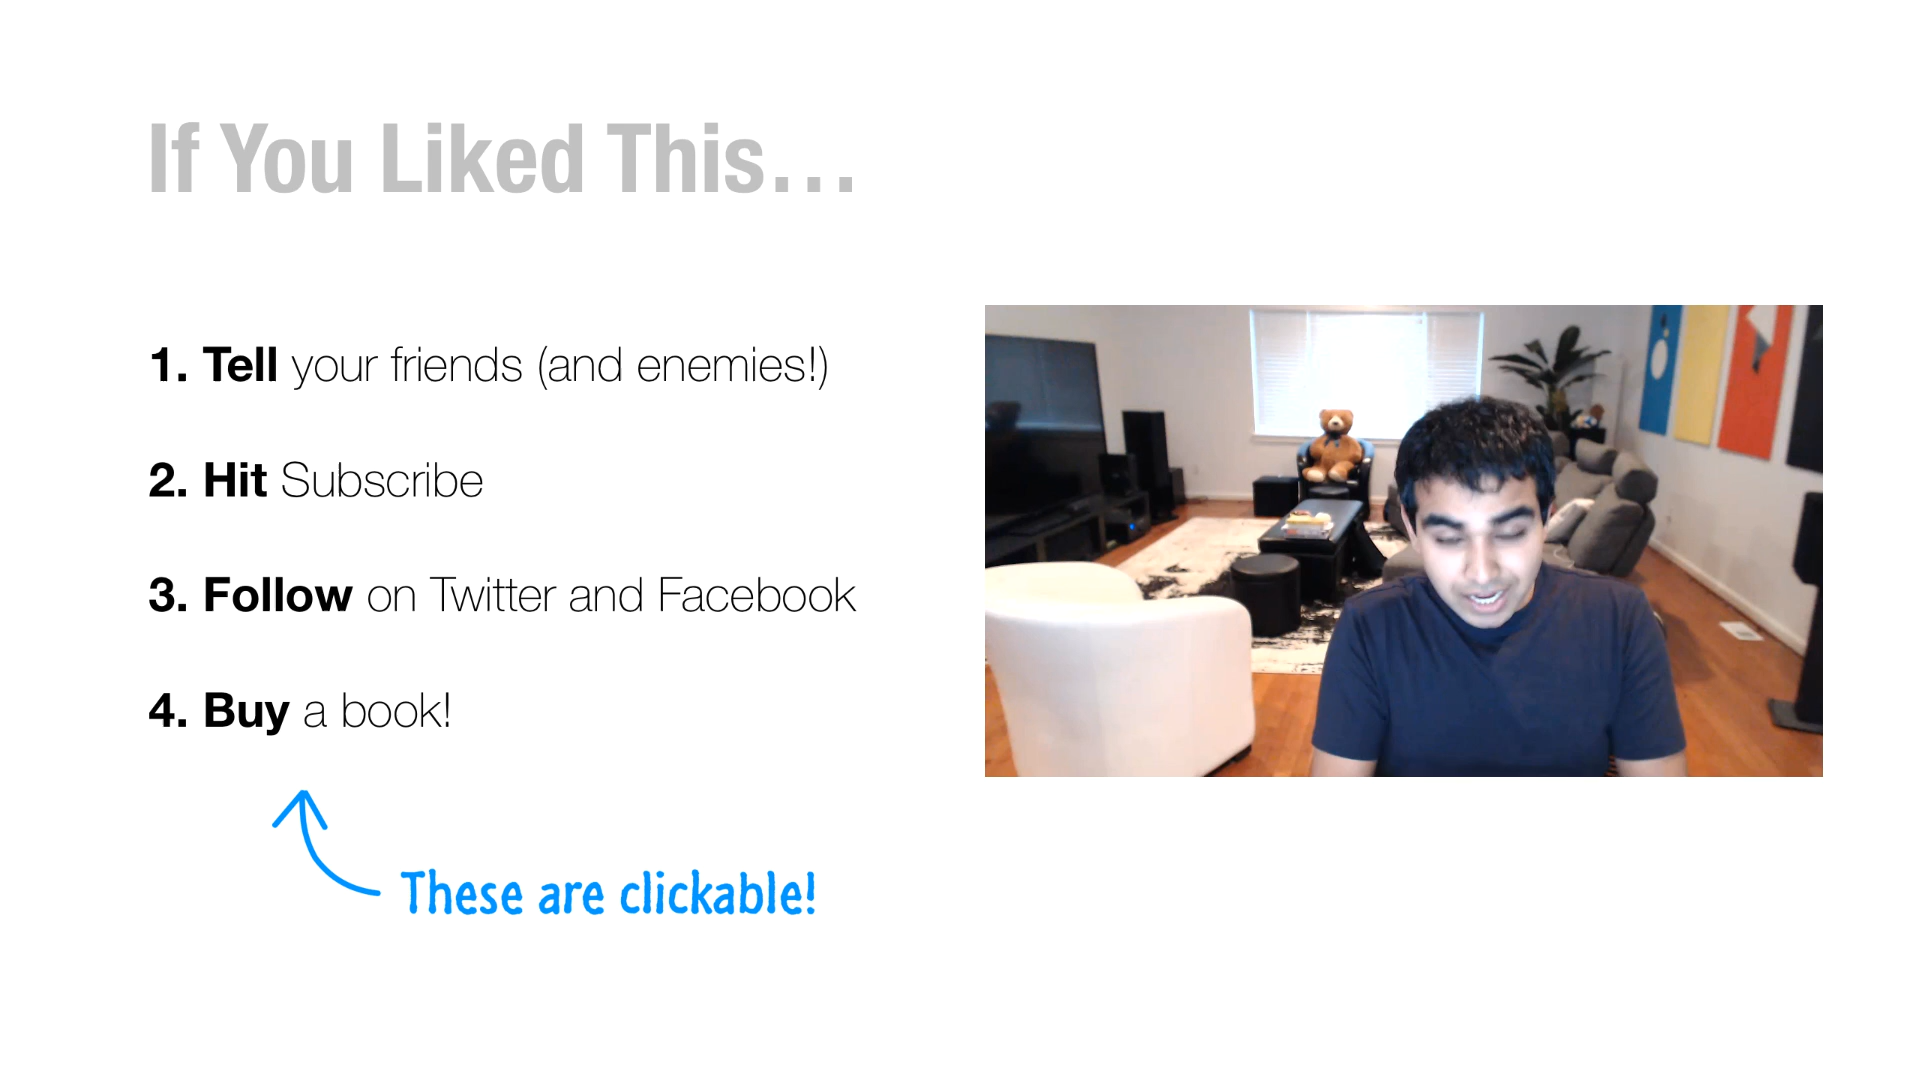 If You Liked This...
1. Tell your friends (and enemies!)
2. Hit Subscribe
3. Follow on Twitter and Facebook
4. Buy a book!
These are clickable!